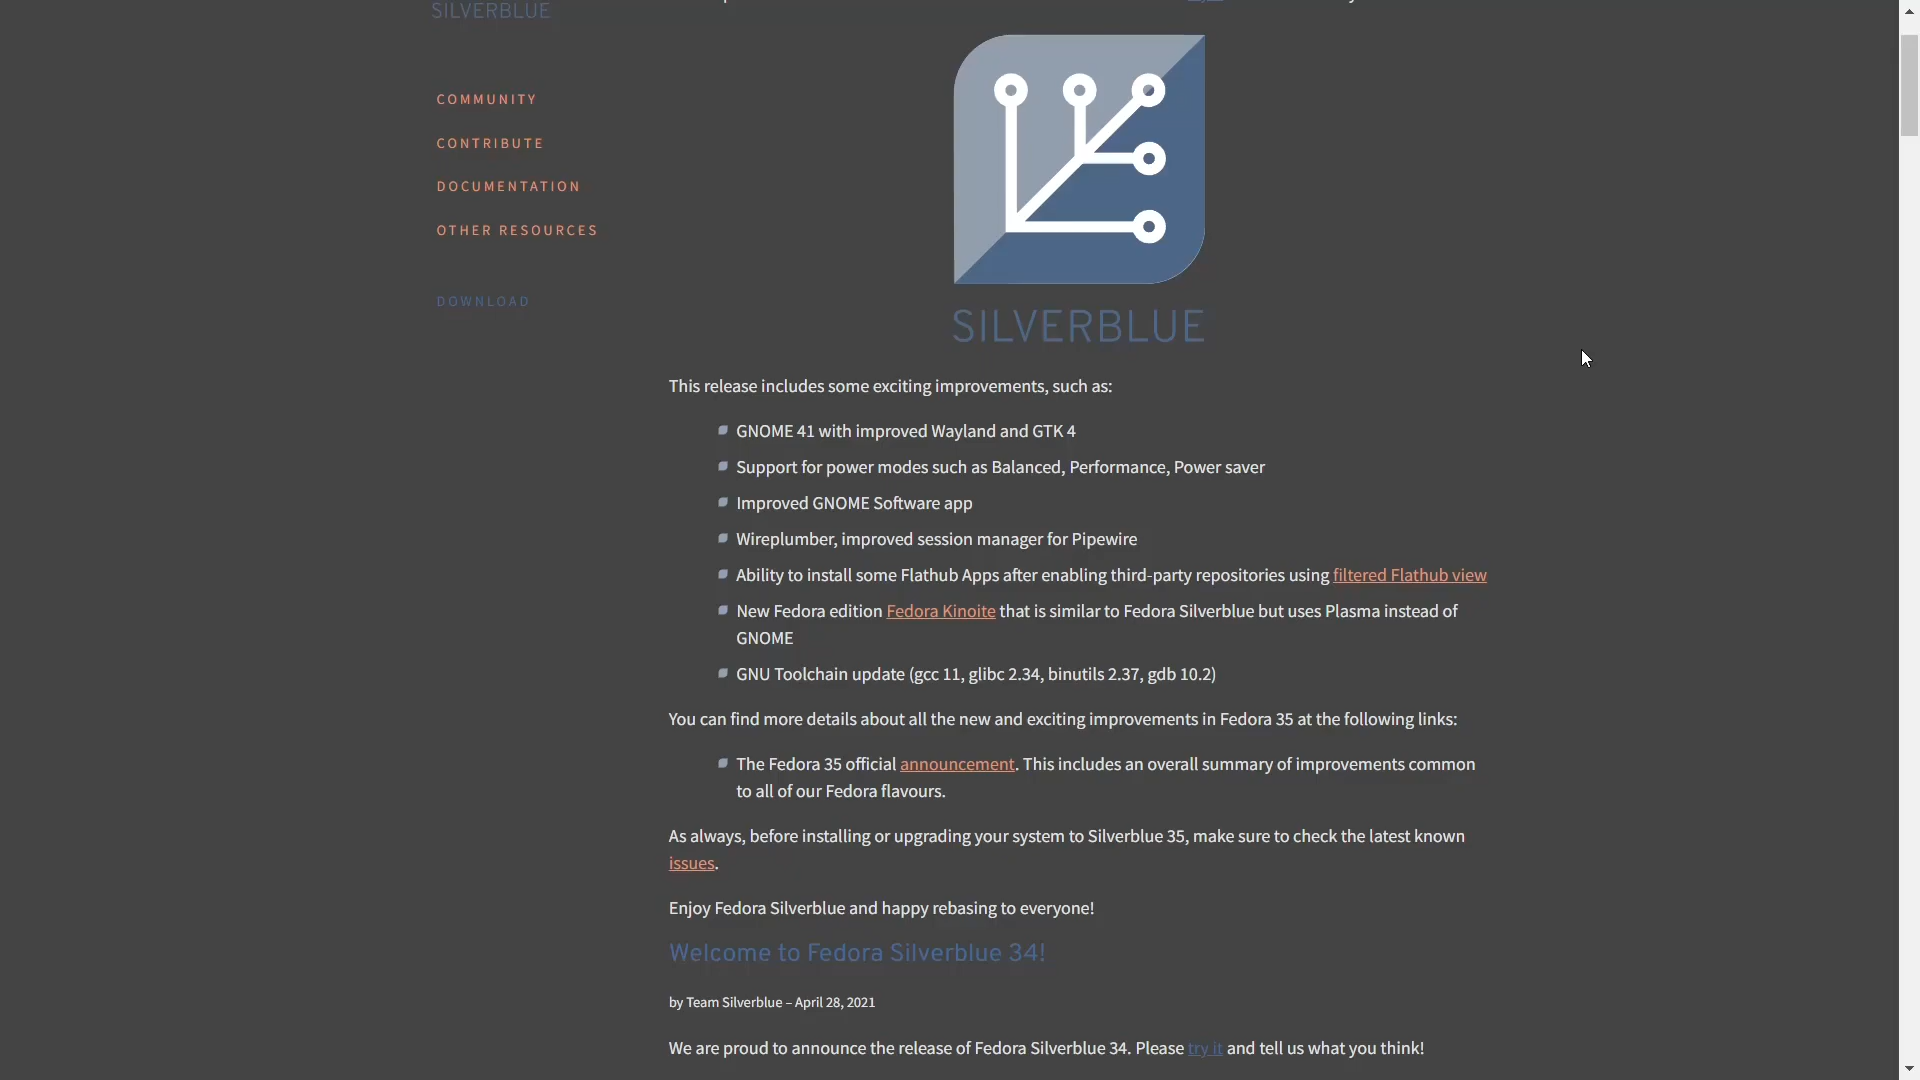 SILVERBLUE
COMMUNITY
CONTRIBUTE
DOCUMENTATION
OTHER RESOURCES
DOWNLOAD
SILVERBLUE
This release includes some exciting improvements, such as:
GNOME 41 with improved Wayland and GTK 4
Support for power modes such as Balanced, Performance, Power saver
Improved GNOME Software app
Wireplumber, improved session manager for Pipewire
Ability to install some Flathub Apps after enabling third-party repositories using filtered Flathub view
New Fedora edition Fedora Kinoite that is similar to Fedora Silverblue but uses Plasma instead of
GNOME
GNU Toolchain update (gcc 11, glibc 2.34, binutils 2.37, gdb 10.2)
You can find more details about all the new and exciting improvements in Fedora 35 at the following links:
The Fedora 35 official announcement. This includes an overall summary of improvements common
to all of our Fedora flavours.
As always, before installing or upgrading your system to Silverblue 35, make sure to check the latest known
issues.
Enjoy Fedora Silverblue and happy rebasing to everyone!
Welcome to Fedora Silverblue 34!
by Team Silverblue – April 28, 2021
We are proud to announce the release of Fedora Silverblue 34. Please try it and tell us what you think!